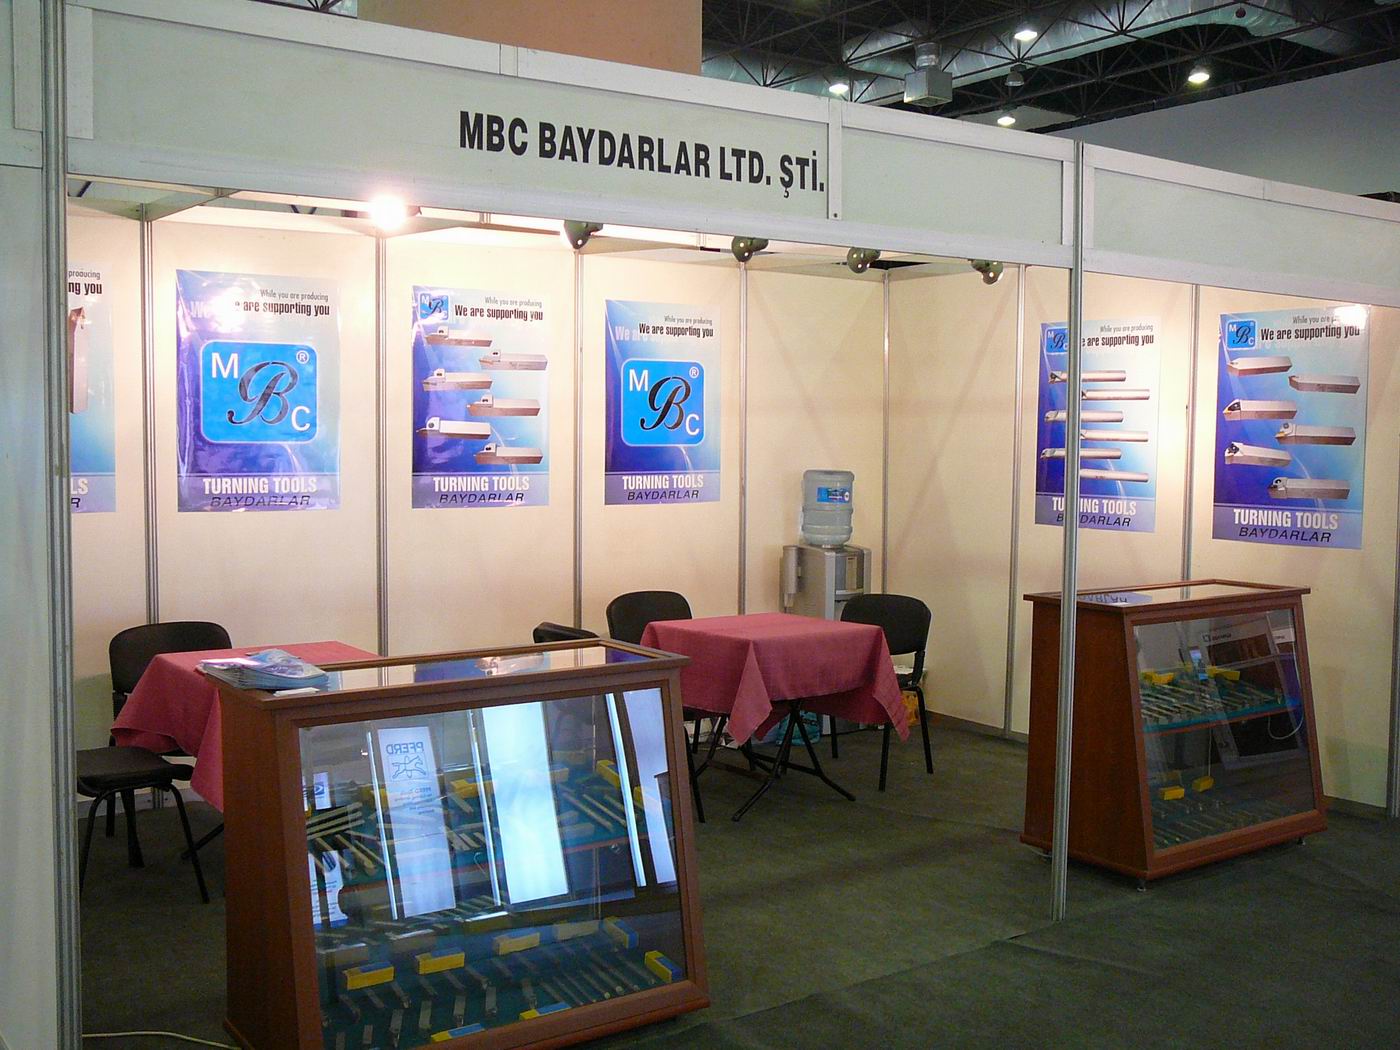 MBC BAYDARLAR LTD. ŞTİ.
While you are producing
We are supporting you
M B C ®
TURNING TOOLS
BAYDARLAR
While you are producing
We are supporting you
TURNING TOOLS
BAYDARLAR
While you are producing
We are supporting you
M B C ®
TURNING TOOLS
BAYDARLAR
While you are producing
e are supporting you
TURNING TOOLS
BAYDARLAR
While you are
We are supporting you
TURNING TOOLS
BAYDARLAR
producing
ng you
LS
PFERD